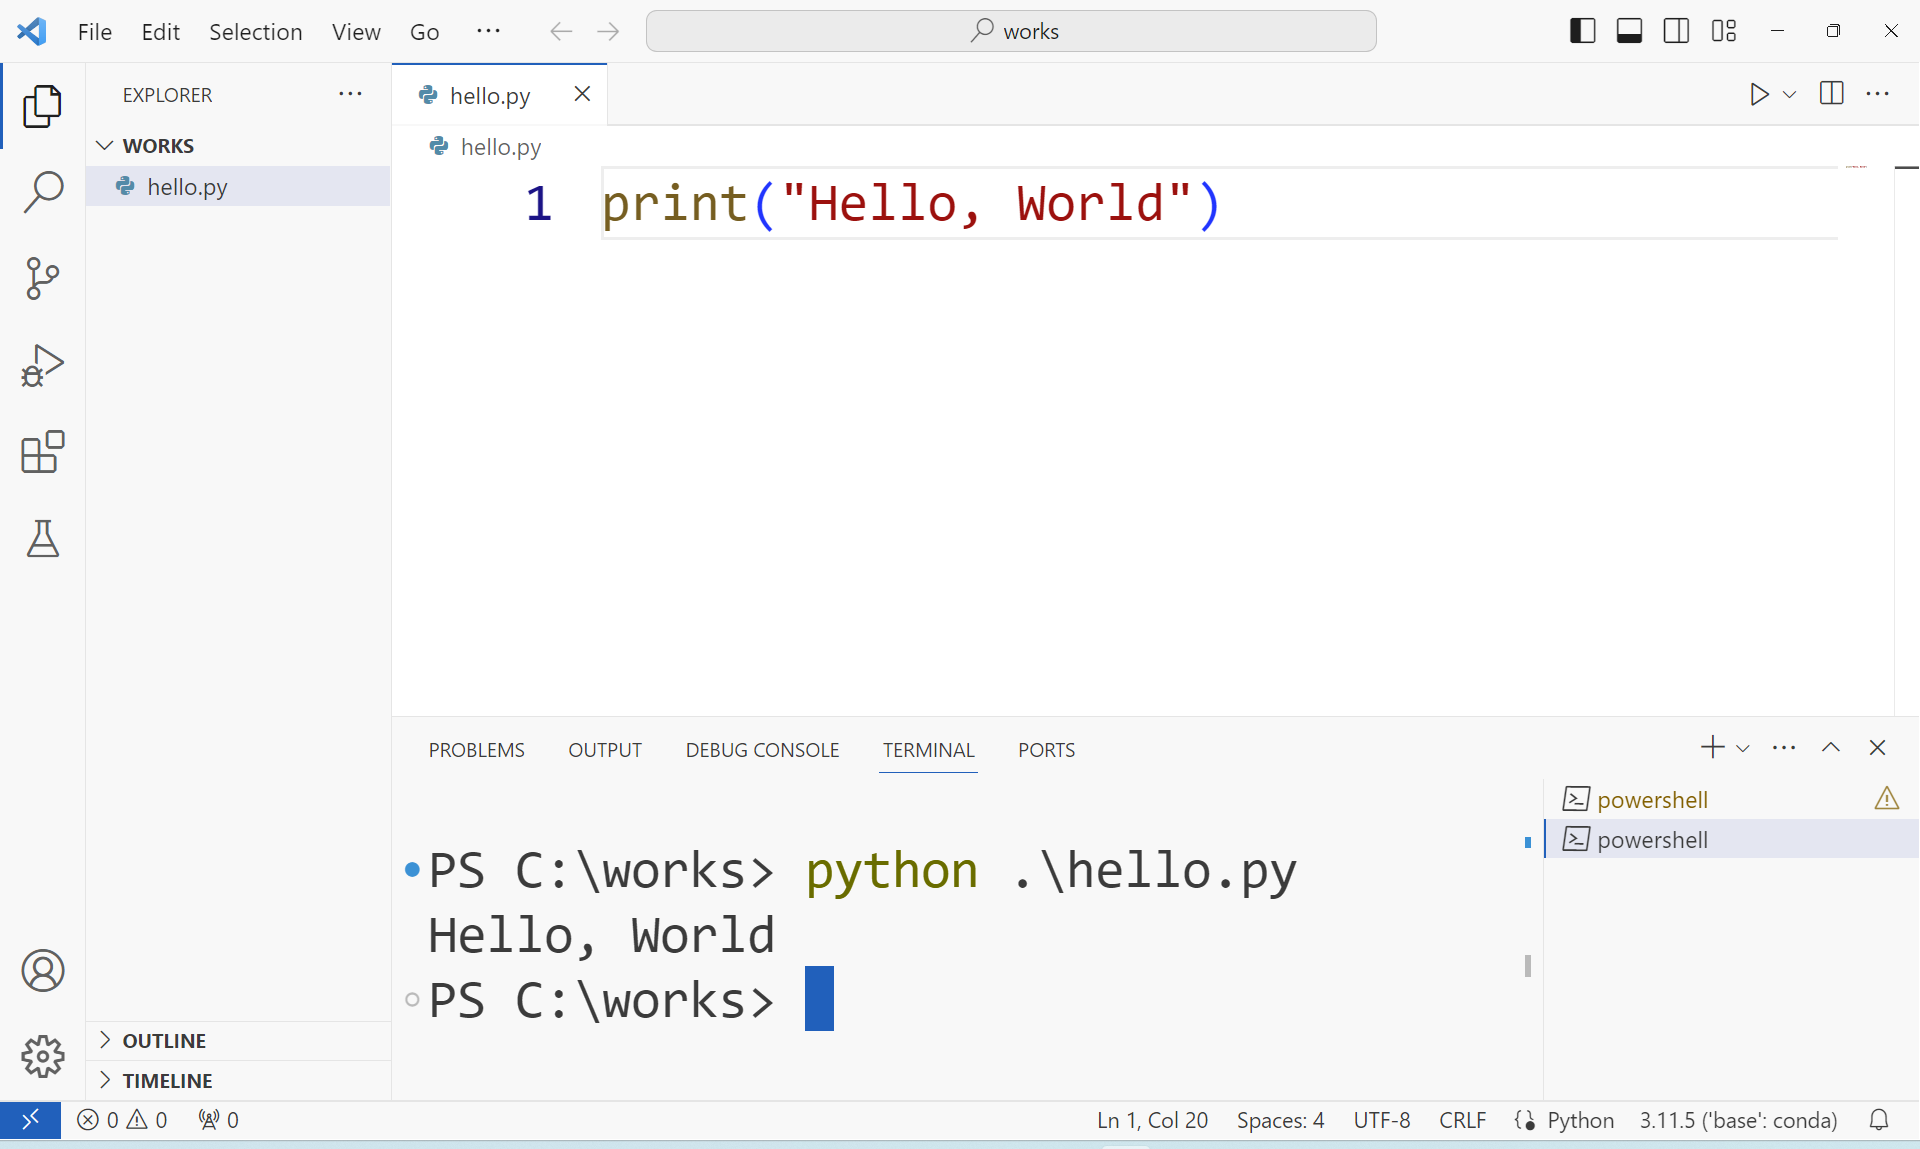 File Edit Selection View Go ··· works
EXPLORER ···
hello.py
WORKS
hello.py
OUTLINE
TIMELINE
hello.py
1 print("Hello, World")
PROBLEMS OUTPUT DEBUG CONSOLE TERMINAL PORTS
PS C:\works> python .\hello.py
Hello, World
PS C:\works>
powershell
powershell
0 0 0 Ln 1, Col 20 Spaces: 4 UTF-8 CRLF Python 3.11.5 ('base': conda)